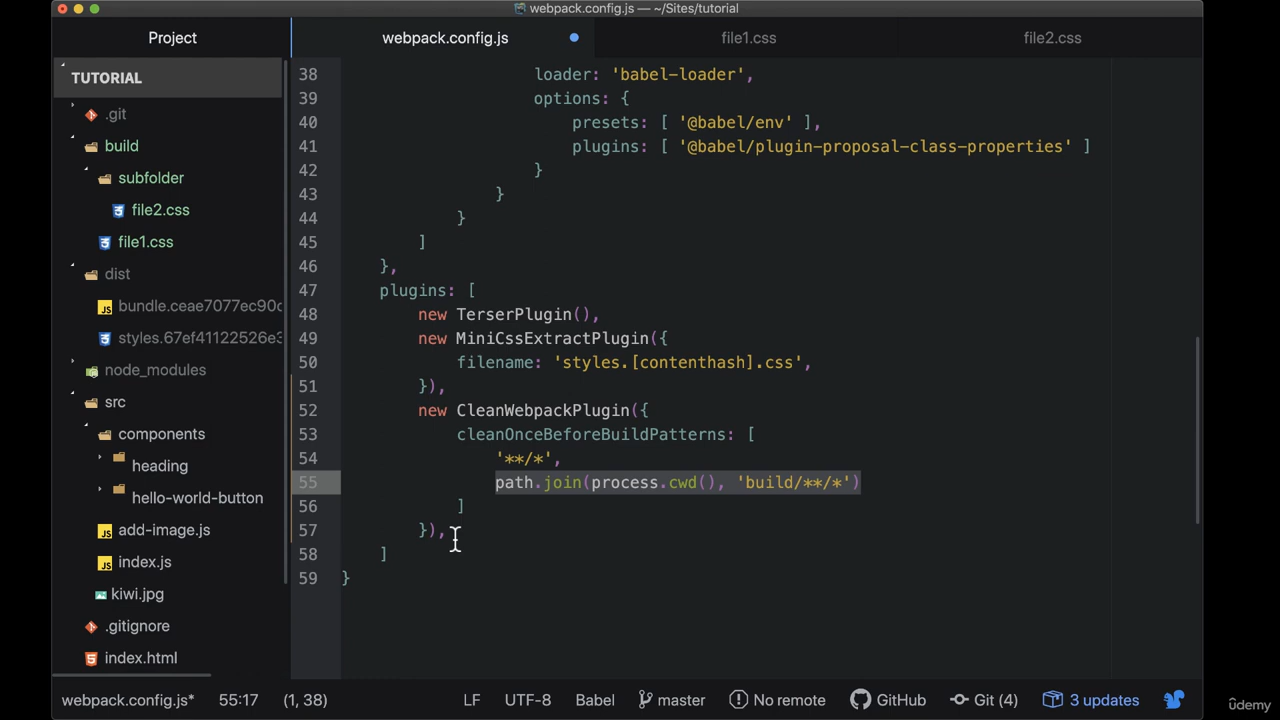 webpack.config.js — ~/Sites/tutorial
Project
webpack.config.js
file1.css
file2.css
TUTORIAL
.git
build
subfolder
file2.css
file1.css
dist
bundle.ceae7077ec90c
styles.67ef41122526e3
node_modules
src
components
heading
hello-world-button
add-image.js
index.js
kiwi.jpg
.gitignore
index.html
38 loader: 'babel-loader',
39 options: {
40 presets: [ '@babel/env' ],
41 plugins: [ '@babel/plugin-proposal-class-properties' ]
42 }
43 }
44 }
45 ]
46 },
47 plugins: [
48 new TerserPlugin(),
49 new MiniCssExtractPlugin({
50 filename: 'styles.[contenthash].css',
51 }),
52 new CleanWebpackPlugin({
53 cleanOnceBeforeBuildPatterns: [
54 '**/*',
55 path.join(process.cwd(), 'build/**/*')
56 ]
57 }),
58 ]
59 }
webpack.config.js* 55:17 (1, 38) LF UTF-8 Babel master No remote GitHub Git (4) 3 updates
ûdemy